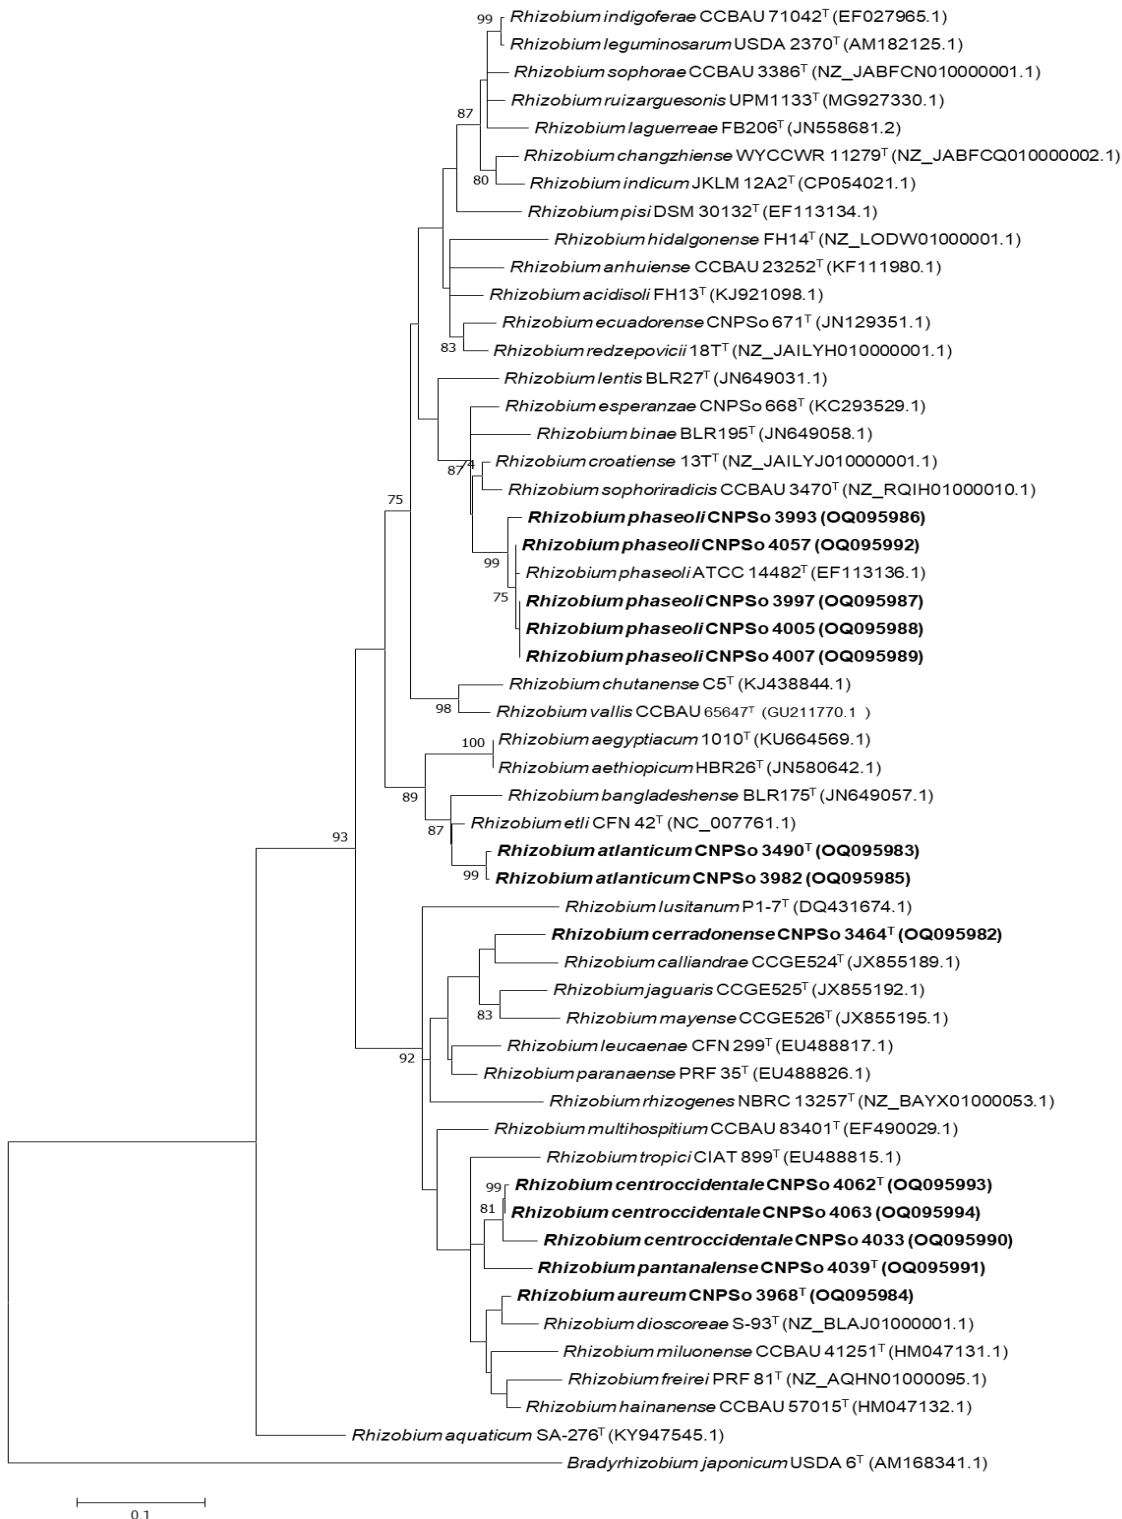 99
Rhizobium indigoferae CCBAU 71042ᵀ (EF027965.1)
Rhizobium leguminosarum USDA 2370ᵀ (AM182125.1)
Rhizobium sophorae CCBAU 3386ᵀ (NZ_JABFCN010000001.1)
Rhizobium ruizarguesonis UPM1133ᵀ (MG927330.1)
87
Rhizobium laguerreae FB206ᵀ (JN558681.2)
Rhizobium changzhiense WYCCWR 11279ᵀ (NZ_JABFCQ010000002.1)
80
Rhizobium indicum JKLM 12A2ᵀ (CP054021.1)
Rhizobium pisi DSM 30132ᵀ (EF113134.1)
Rhizobium hidalgonense FH14ᵀ (NZ_LODW01000001.1)
Rhizobium anhuiense CCBAU 23252ᵀ (KF111980.1)
Rhizobium acidisoli FH13ᵀ (KJ921098.1)
Rhizobium ecuadorense CNPSo 671ᵀ (JN129351.1)
83
Rhizobium redzepovicii 18Tᵀ (NZ_JAILYH010000001.1)
Rhizobium lentis BLR27ᵀ (JN649031.1)
Rhizobium esperanzae CNPSo 668ᵀ (KC293529.1)
Rhizobium binae BLR195ᵀ (JN649058.1)
87
74
Rhizobium croatiense 13Tᵀ (NZ_JAILYJ010000001.1)
Rhizobium sophoriradicis CCBAU 3470ᵀ (NZ_RQIH01000010.1)
75
Rhizobium phaseoli CNPSo 3993 (OQ095986)
Rhizobium phaseoli CNPSo 4057 (OQ095992)
99
Rhizobium phaseoli ATCC 14482ᵀ (EF113136.1)
75
Rhizobium phaseoli CNPSo 3997 (OQ095987)
Rhizobium phaseoli CNPSo 4005 (OQ095988)
Rhizobium phaseoli CNPSo 4007 (OQ095989)
Rhizobium chutanense C5ᵀ (KJ438844.1)
98
Rhizobium vallis CCBAU 65647ᵀ (GU211770.1 )
100
Rhizobium aegyptiacum 1010ᵀ (KU664569.1)
Rhizobium aethiopicum HBR26ᵀ (JN580642.1)
89
Rhizobium bangladeshense BLR175ᵀ (JN649057.1)
87
Rhizobium etli CFN 42ᵀ (NC_007761.1)
93
Rhizobium atlanticum CNPSo 3490ᵀ (OQ095983)
99
Rhizobium atlanticum CNPSo 3982 (OQ095985)
Rhizobium lusitanum P1-7ᵀ (DQ431674.1)
Rhizobium cerradonense CNPSo 3464ᵀ (OQ095982)
Rhizobium calliandrae CCGE524ᵀ (JX855189.1)
Rhizobium jaguaris CCGE525ᵀ (JX855192.1)
83
Rhizobium mayense CCGE526ᵀ (JX855195.1)
Rhizobium leucaenae CFN 299ᵀ (EU488817.1)
92
Rhizobium paranaense PRF 35ᵀ (EU488826.1)
Rhizobium rhizogenes NBRC 13257ᵀ (NZ_BAYX01000053.1)
Rhizobium multihospitium CCBAU 83401ᵀ (EF490029.1)
Rhizobium tropici CIAT 899ᵀ (EU488815.1)
99
Rhizobium centroccidentale CNPSo 4062ᵀ (OQ095993)
81
Rhizobium centroccidentale CNPSo 4063 (OQ095994)
Rhizobium centroccidentale CNPSo 4033 (OQ095990)
Rhizobium pantanalense CNPSo 4039ᵀ (OQ095991)
Rhizobium aureum CNPSo 3968ᵀ (OQ095984)
Rhizobium dioscoreae S-93ᵀ (NZ_BLAJ01000001.1)
Rhizobium miluonense CCBAU 41251ᵀ (HM047131.1)
Rhizobium freirei PRF 81ᵀ (NZ_AQHN01000095.1)
Rhizobium hainanense CCBAU 57015ᵀ (HM047132.1)
Rhizobium aquaticum SA-276ᵀ (KY947545.1)
Bradyrhizobium japonicum USDA 6ᵀ (AM168341.1)
0.1